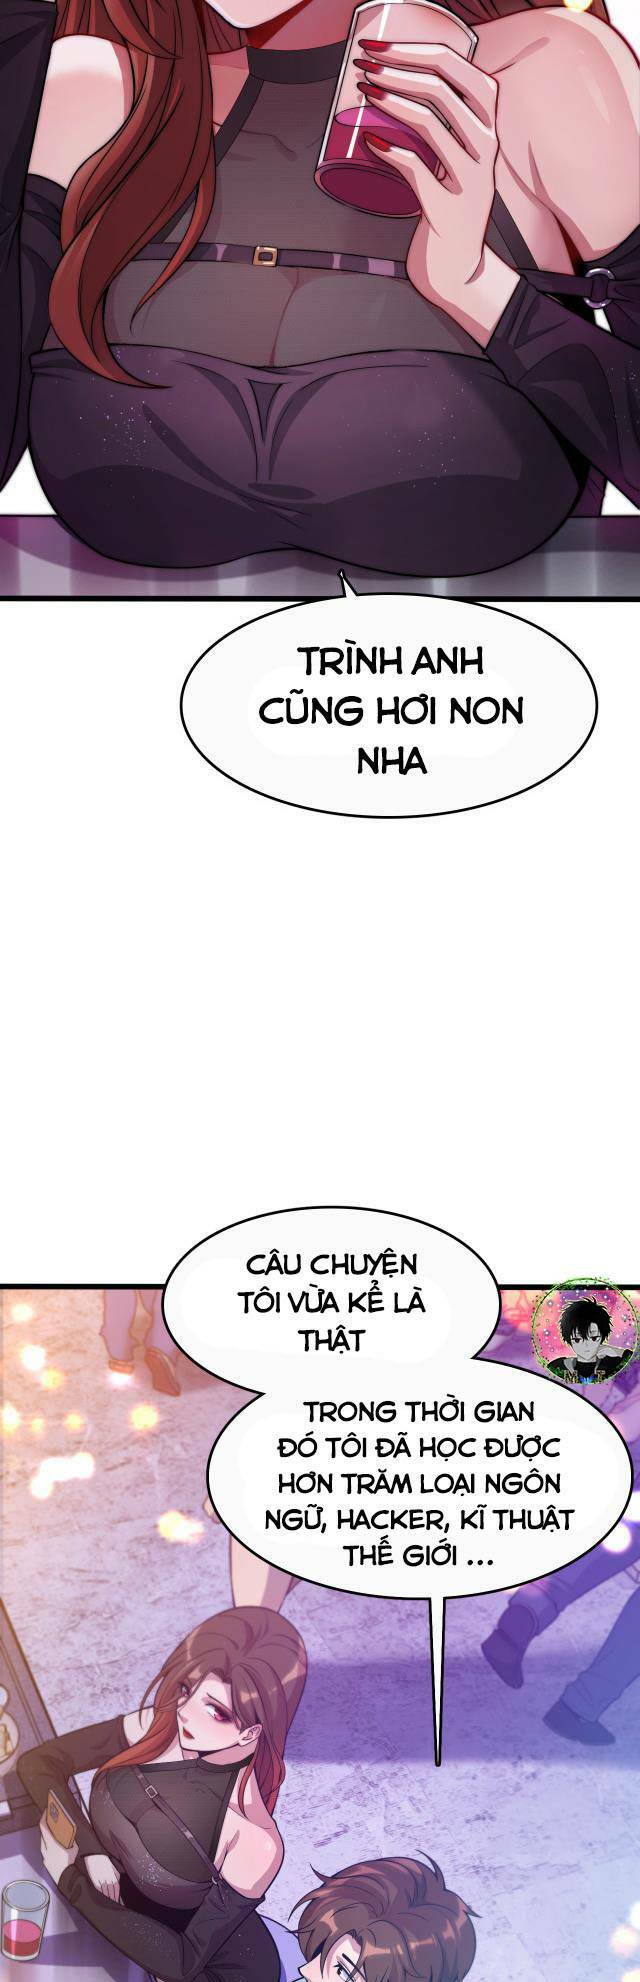 TRÌNH ANH
CŨNG HƠI NON
NHA
CÂU CHUYỆN
TÔI VỪA KỂ LÀ
THẬT
TRONG THỜI GIAN
ĐÓ TÔI ĐÃ HỌC ĐƯỢC
HƠN TRĂM LOẠI NGÔN
NGỮ, HACKER, KĨ THUẬT
THẾ GIỚI ...